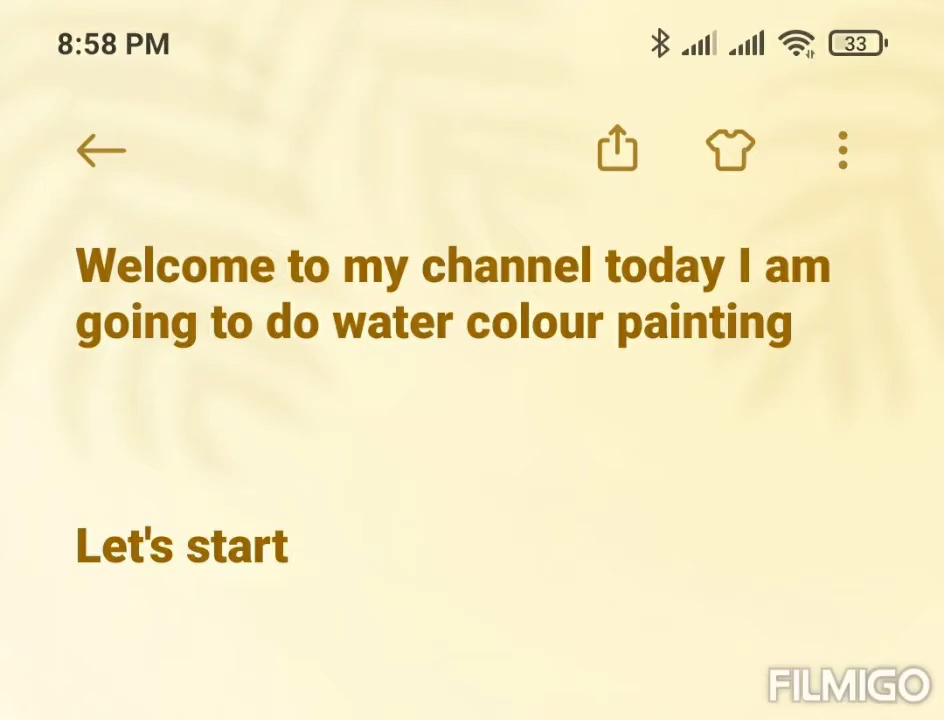 8:58 PM 33
Welcome to my channel today I am
going to do water colour painting
Let's start
FILMIGO